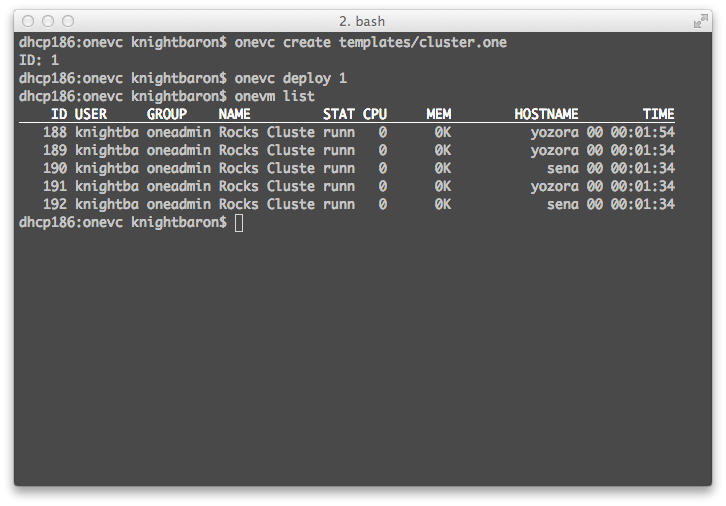 2. bash
dhcp186:onevc knightbaron$ onevc create templates/cluster.one
ID: 1
dhcp186:onevc knightbaron$ onevc deploy 1
dhcp186:onevc knightbaron$ onevm list
ID USER GROUP NAME STAT CPU MEM HOSTNAME TIME
188 knightba oneadmin Rocks Cluste runn 0 0K yozora 00 00:01:54
189 knightba oneadmin Rocks Cluste runn 0 0K yozora 00 00:01:34
190 knightba oneadmin Rocks Cluste runn 0 0K sena 00 00:01:34
191 knightba oneadmin Rocks Cluste runn 0 0K yozora 00 00:01:34
192 knightba oneadmin Rocks Cluste runn 0 0K sena 00 00:01:34
dhcp186:onevc knightbaron$